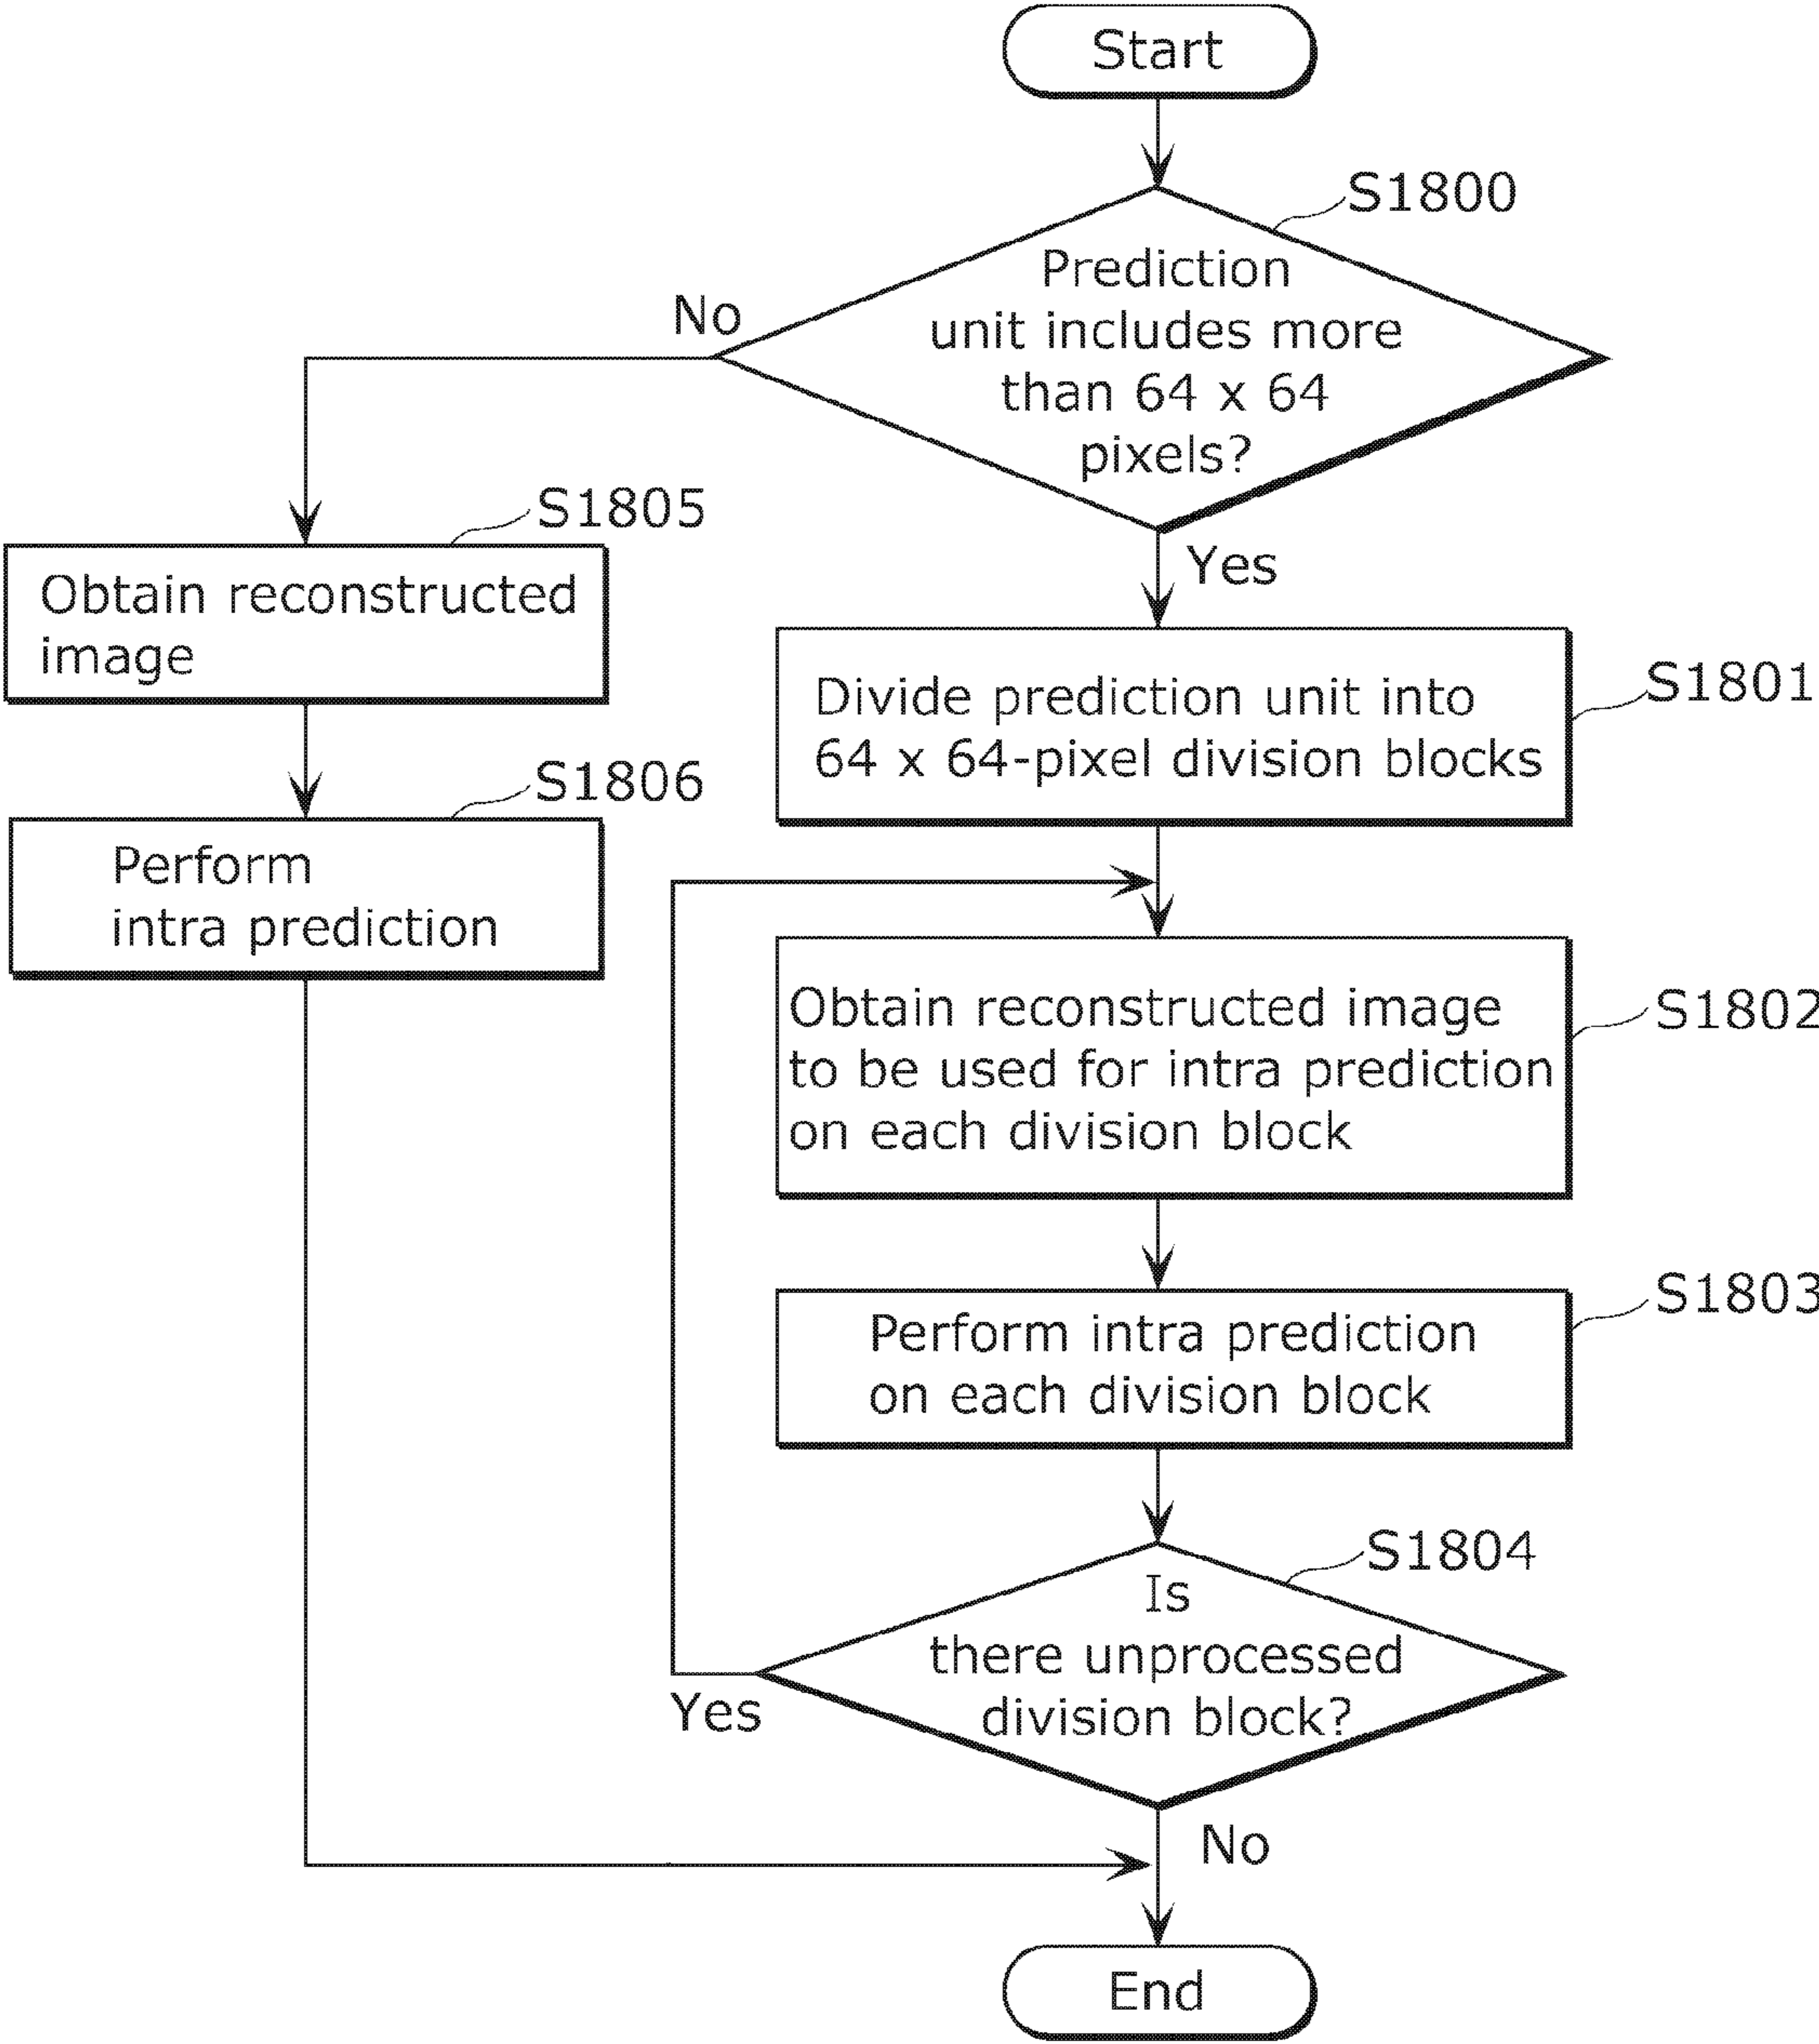 Start
S1800
Prediction
unit includes more
than 64 x 64
pixels?
No
Yes
S1805
Obtain reconstructed
image
S1806
Perform
intra prediction
S1801
Divide prediction unit into
64 x 64-pixel division blocks
S1802
Obtain reconstructed image
to be used for intra prediction
on each division block
S1803
Perform intra prediction
on each division block
S1804
Is
there unprocessed
division block?
Yes
No
End